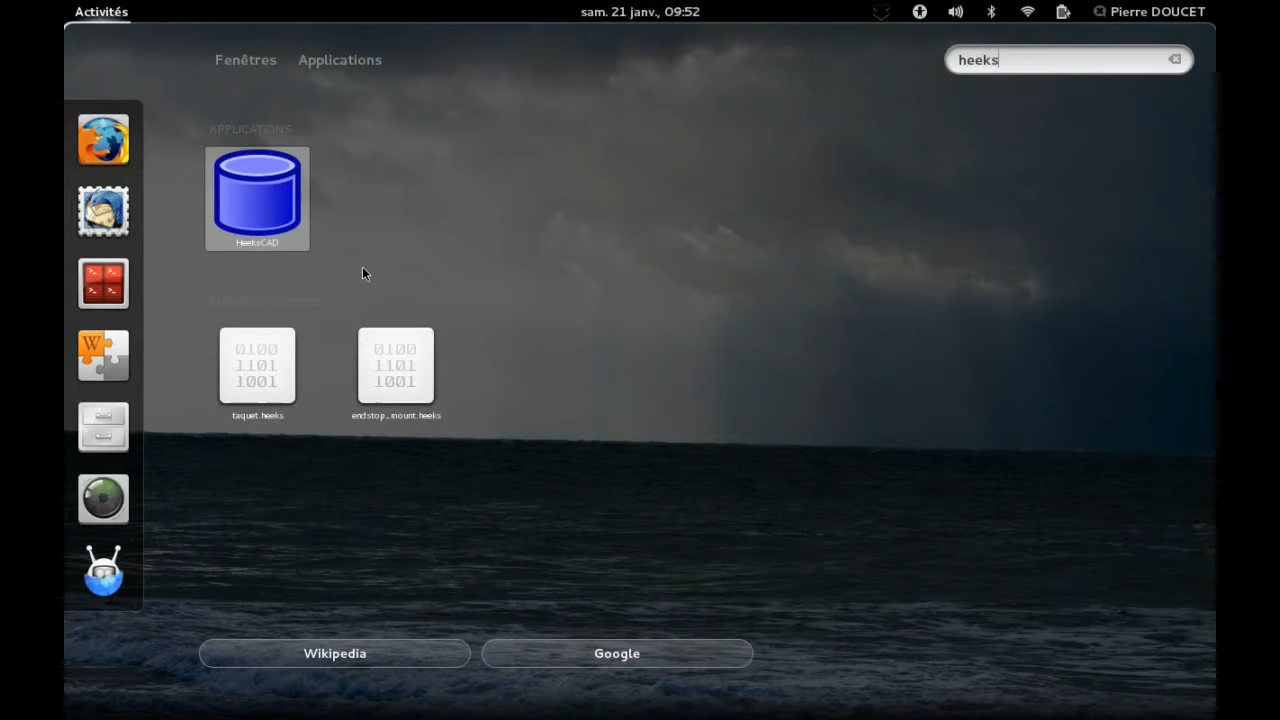 Activités
sam. 21 janv., 09:52
Pierre DOUCET
Fenêtres Applications
heeks
APPLICATIONS
HeeksCAD
0100
1101
1001
0100
1101
1001
taquet.heeks
endstop_mount.heeks
W
Wikipedia
Google